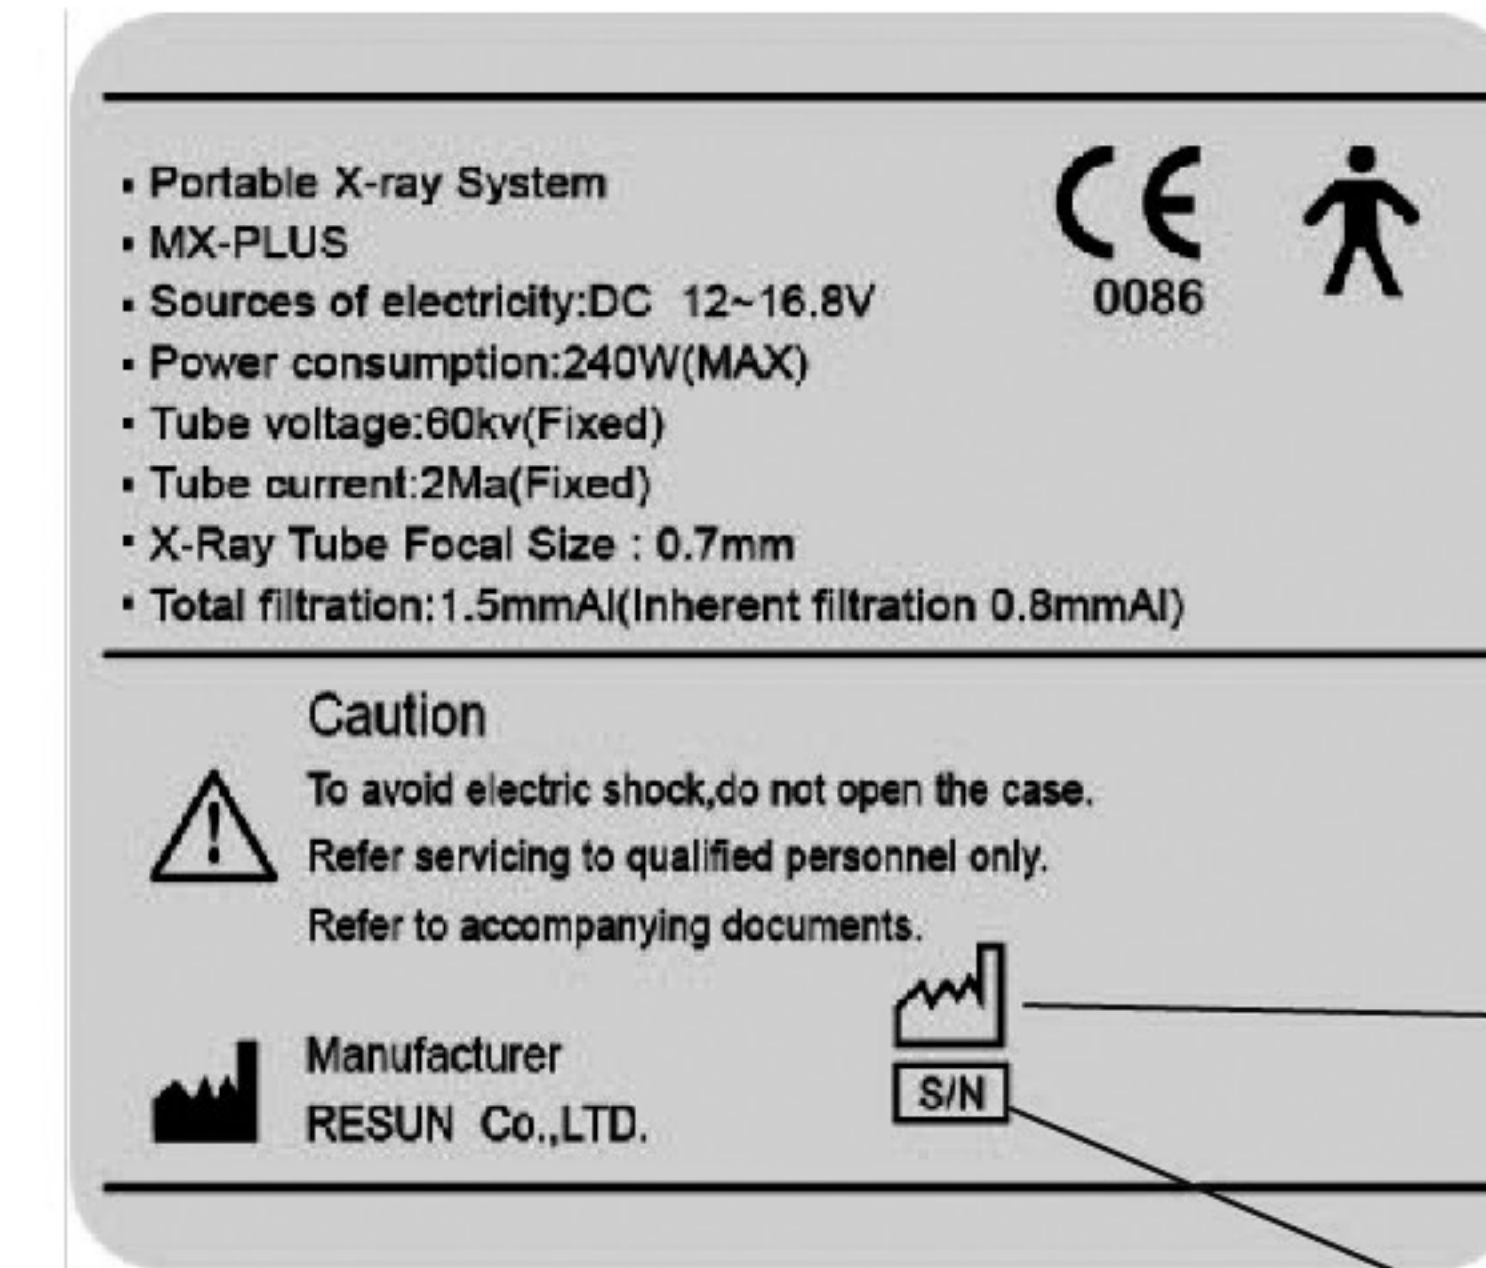 ▪ Portable X-ray System
▪ MX-PLUS
▪ Sources of electricity:DC 12~16.8V
▪ Power consumption:240W(MAX)
▪ Tube voltage:60kv(Fixed)
▪ Tube current:2Ma(Fixed)
▪ X-Ray Tube Focal Size : 0.7mm
▪ Total filtration:1.5mmAl(Inherent filtration 0.8mmAl)
CE
0086
Caution
To avoid electric shock,do not open the case.
Refer servicing to qualified personnel only.
Refer to accompanying documents.
Manufacturer
RESUN Co.,LTD.
S/N